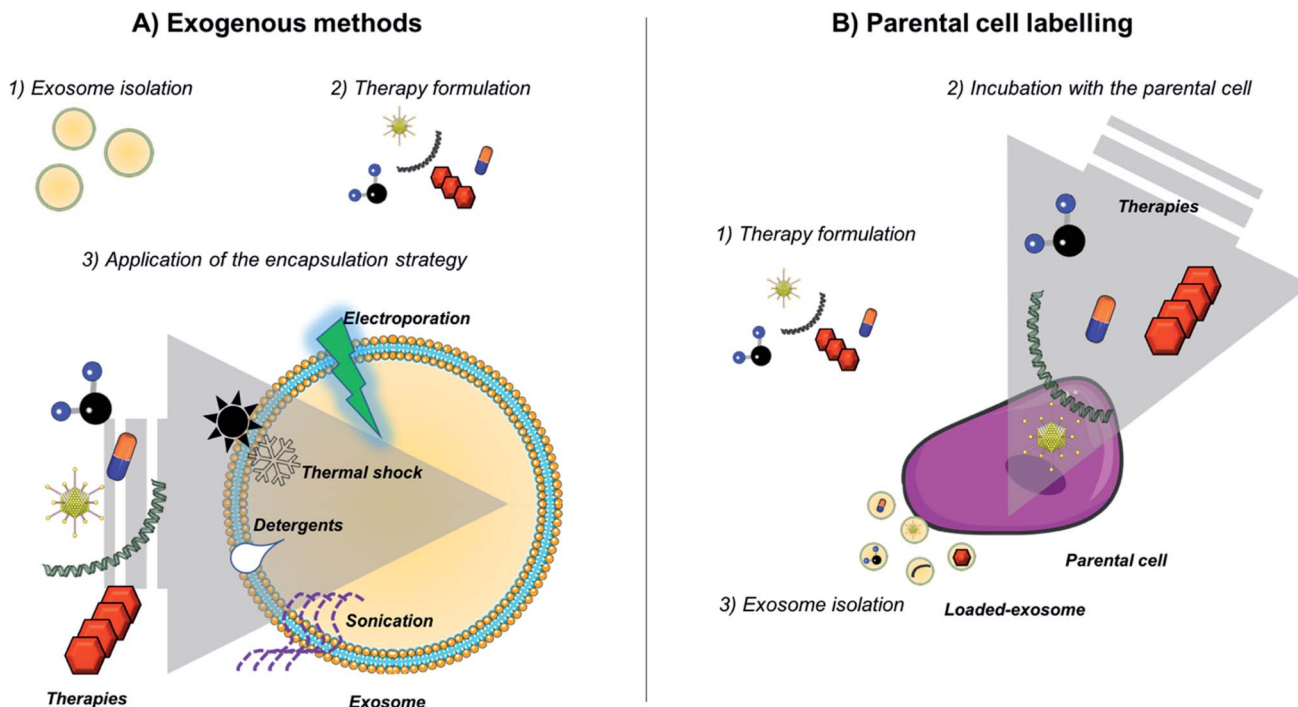 A) Exogenous methods
1) Exosome isolation
2) Therapy formulation
3) Application of the encapsulation strategy
Electroporation
Thermal shock
Detergents
Sonication
Therapies
Exosome
B) Parental cell labelling
2) Incubation with the parental cell
Therapies
1) Therapy formulation
Parental cell
3) Exosome isolation
Loaded-exosome